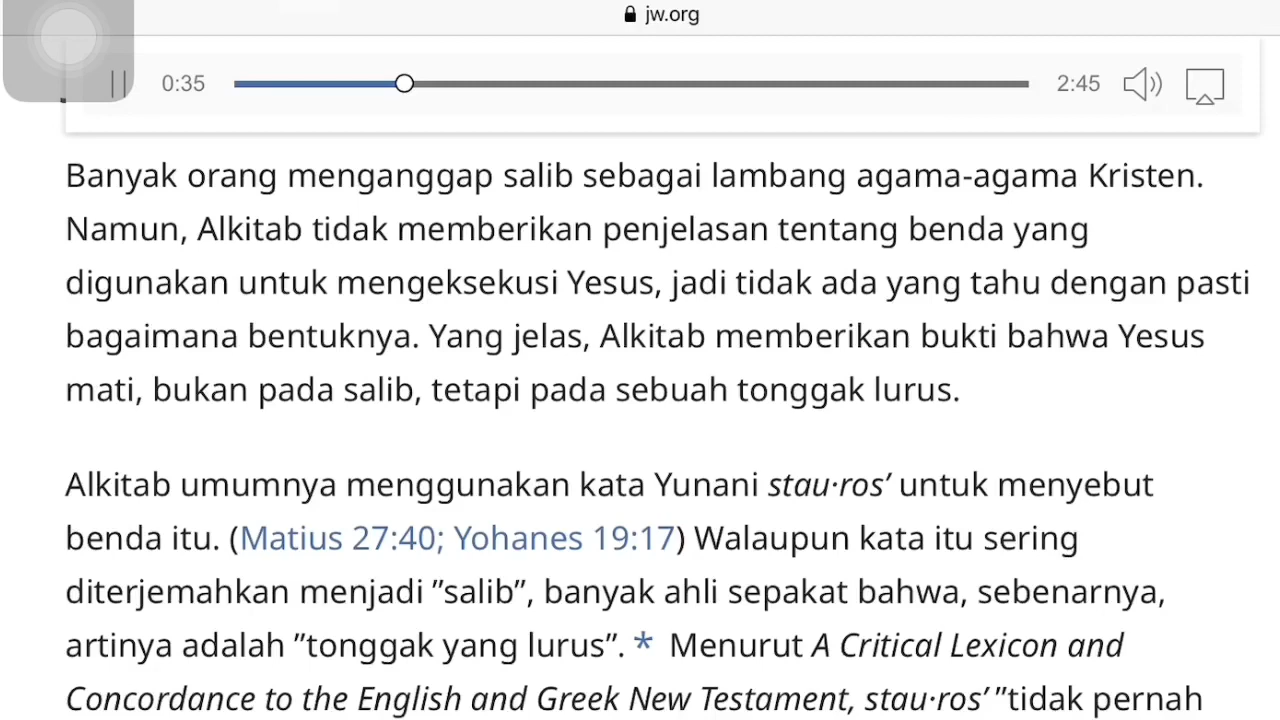 jw.org
0:35
2:45
Banyak orang menganggap salib sebagai lambang agama-agama Kristen.
Namun, Alkitab tidak memberikan penjelasan tentang benda yang
digunakan untuk mengeksekusi Yesus, jadi tidak ada yang tahu dengan pasti
bagaimana bentuknya. Yang jelas, Alkitab memberikan bukti bahwa Yesus
mati, bukan pada salib, tetapi pada sebuah tonggak lurus.
Alkitab umumnya menggunakan kata Yunani stau·ros′ untuk menyebut
benda itu. (Matius 27:40; Yohanes 19:17) Walaupun kata itu sering
diterjemahkan menjadi ”salib”, banyak ahli sepakat bahwa, sebenarnya,
artinya adalah ”tonggak yang lurus”. * Menurut A Critical Lexicon and
Concordance to the English and Greek New Testament, stau·ros′ ”tidak pernah